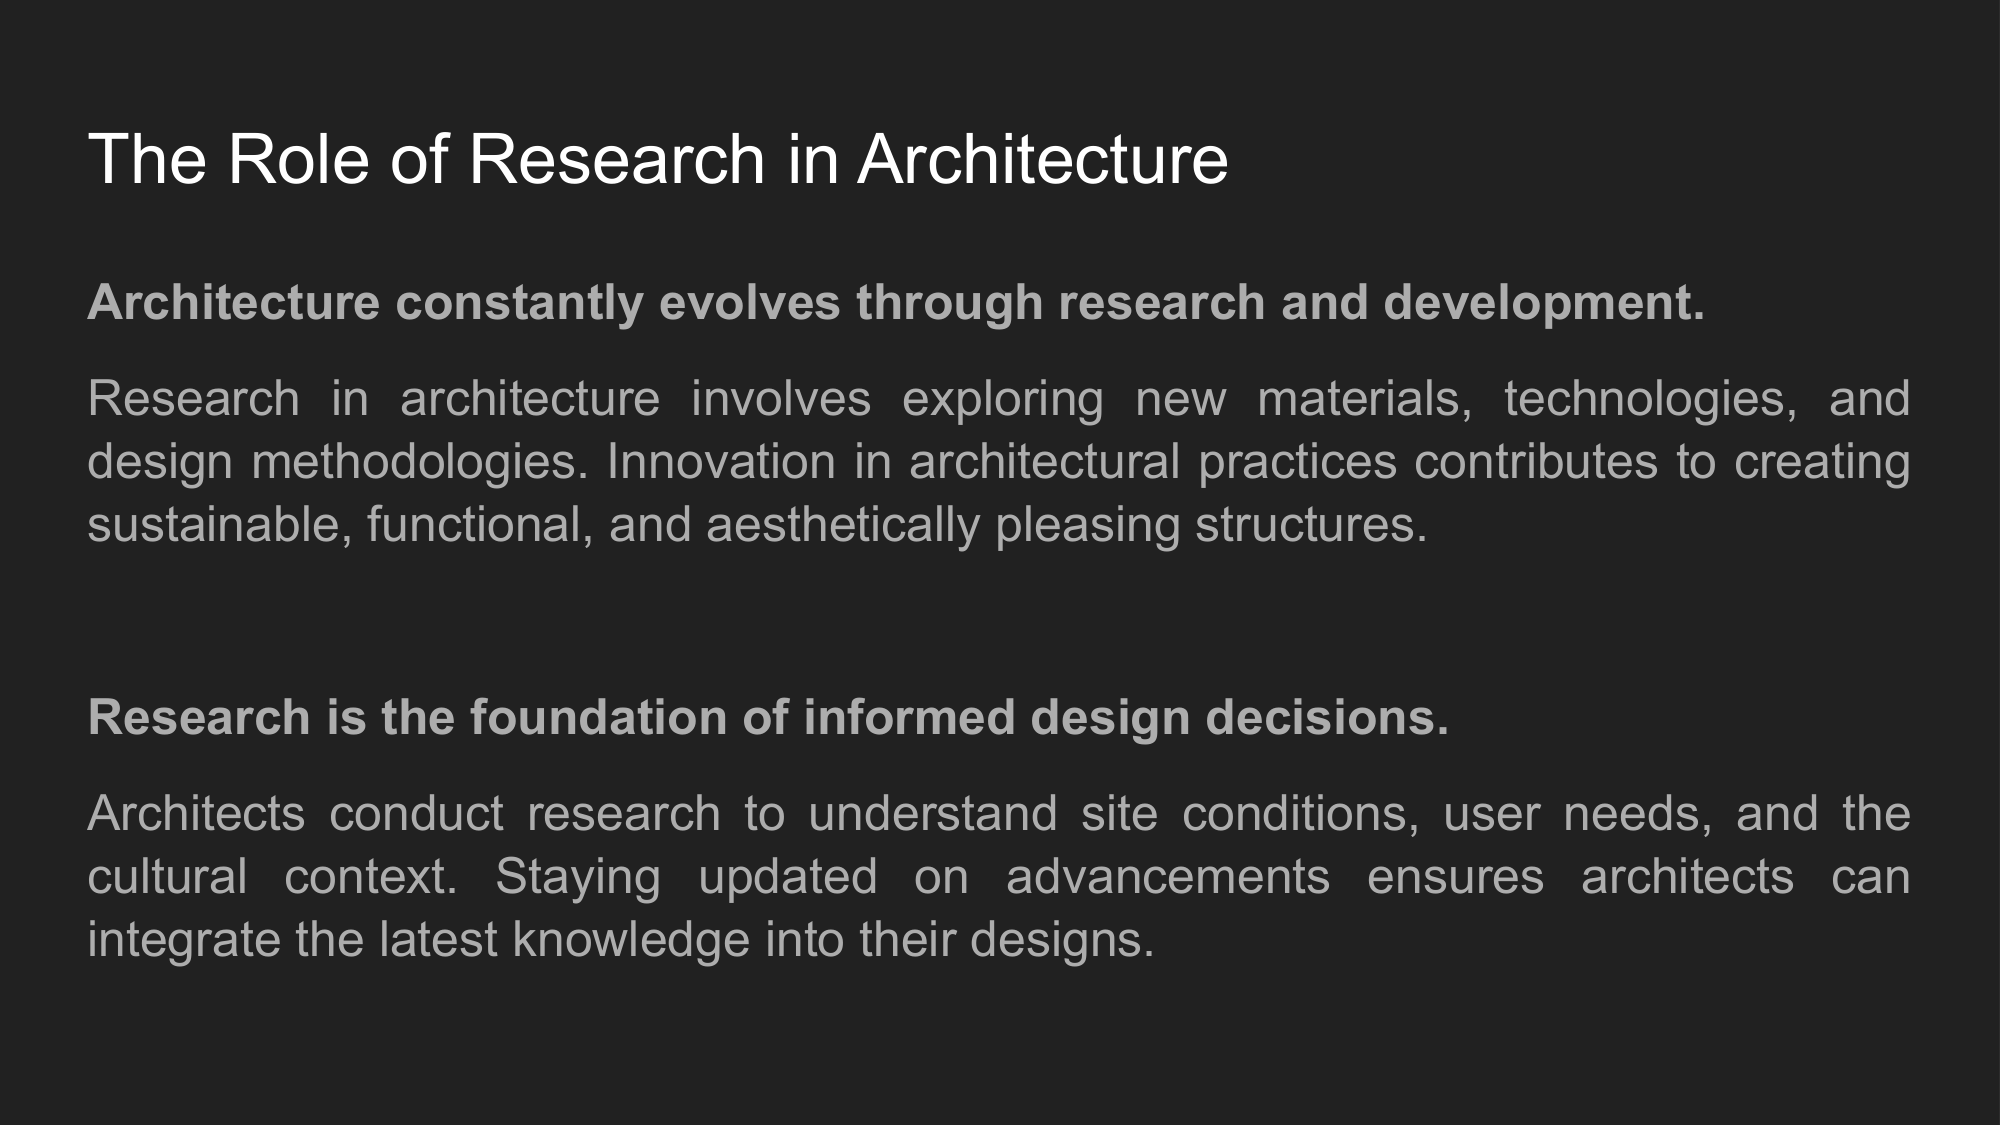 The Role of Research in Architecture
Architecture constantly evolves through research and development.
Research in architecture involves exploring new materials, technologies, and
design methodologies. Innovation in architectural practices contributes to creating
sustainable, functional, and aesthetically pleasing structures.
Research is the foundation of informed design decisions.
Architects conduct research to understand site conditions, user needs, and the
cultural context. Staying updated on advancements ensures architects can
integrate the latest knowledge into their designs.